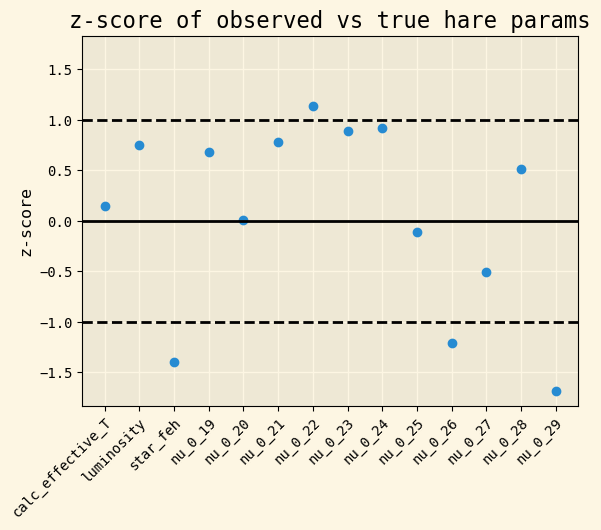 z-score of observed vs true hare params
z-score
1.5
1.0
0.5
0.0
−0.5
−1.0
−1.5
calc_effective_T
luminosity
star_feh
nu_0_19
nu_0_20
nu_0_21
nu_0_22
nu_0_23
nu_0_24
nu_0_25
nu_0_26
nu_0_27
nu_0_28
nu_0_29